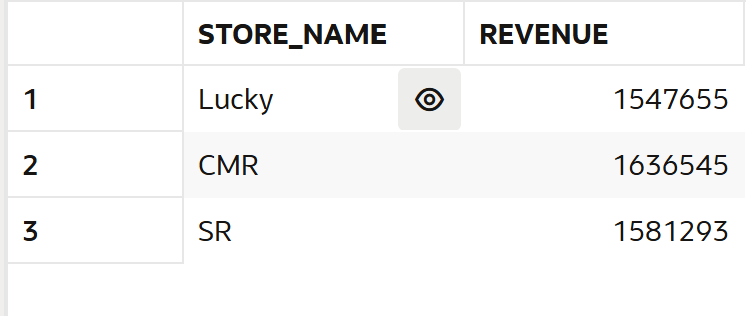 STORE_NAME REVENUE
1 Lucky 1547655
2 CMR 1636545
3 SR 1581293